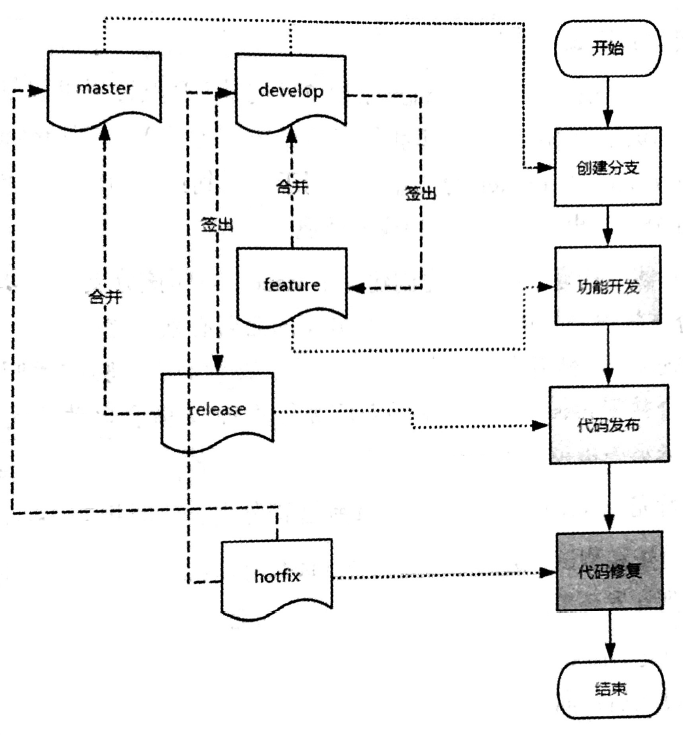 开始
master
develop
创建分支
合并
签出
签出
feature
功能开发
合并
release
代码发布
hotfix
代码修复
结束